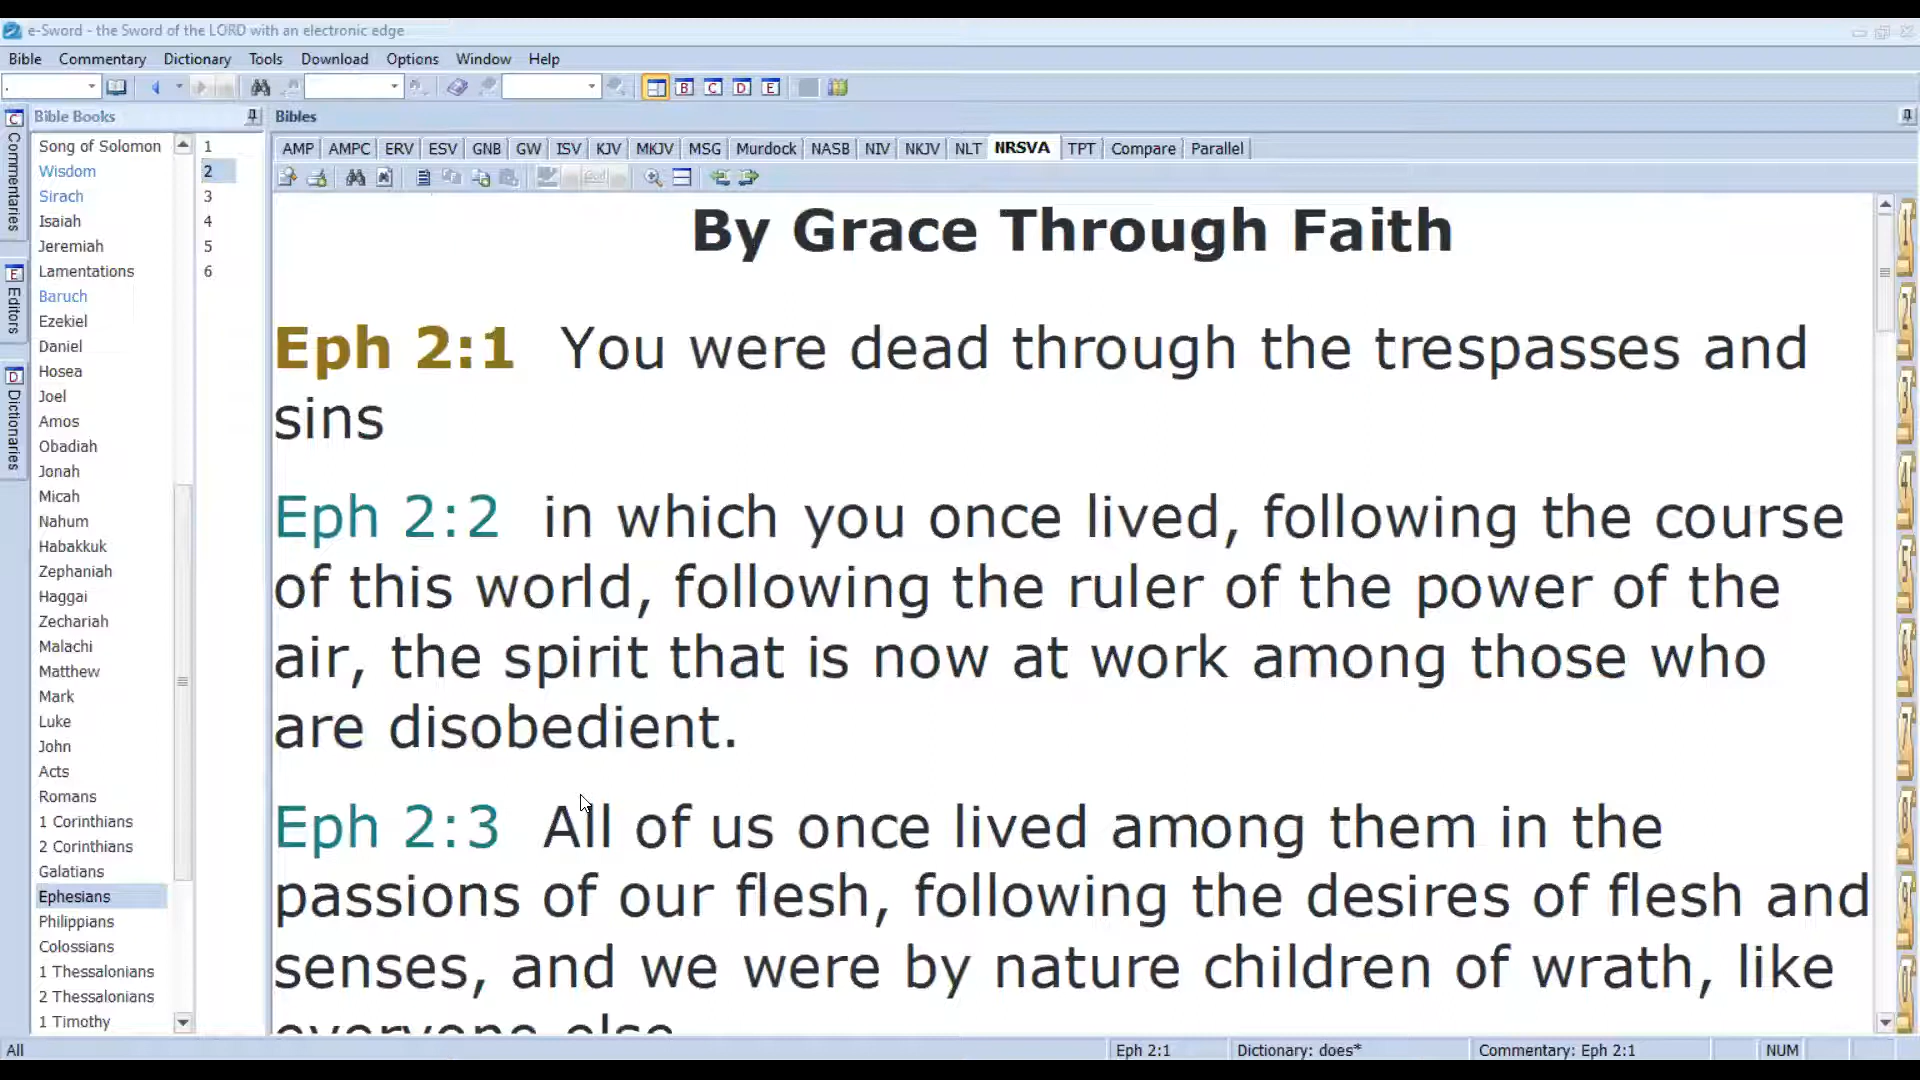 e-Sword - the Sword of the LORD with an electronic edge
Bible Commentary Dictionary Tools Download Options Window Help
B C D E
Bible Books
Bibles
C Commentaries
E Editors
D Dictionaries
Song of Solomon
Wisdom
Sirach
Isaiah
Jeremiah
Lamentations
Baruch
Ezekiel
Daniel
Hosea
Joel
Amos
Obadiah
Jonah
Micah
Nahum
Habakkuk
Zephaniah
Haggai
Zechariah
Malachi
Matthew
Mark
Luke
John
Acts
Romans
1 Corinthians
2 Corinthians
Galatians
Ephesians
Philippians
Colossians
1 Thessalonians
2 Thessalonians
1 Timothy
1
2
3
4
5
6
AMP AMPC ERV ESV GNB GW ISV KJV MKJV MSG Murdock NASB NIV NKJV NLT NRSVA TPT Compare Parallel
By Grace Through Faith
Eph 2:1 You were dead through the trespasses and
sins
Eph 2:2 in which you once lived, following the course
of this world, following the ruler of the power of the
air, the spirit that is now at work among those who
are disobedient.
Eph 2:3 All of us once lived among them in the
passions of our flesh, following the desires of flesh and
senses, and we were by nature children of wrath, like
everyone else
All
Eph 2:1
Dictionary: does*
Commentary: Eph 2:1
NUM